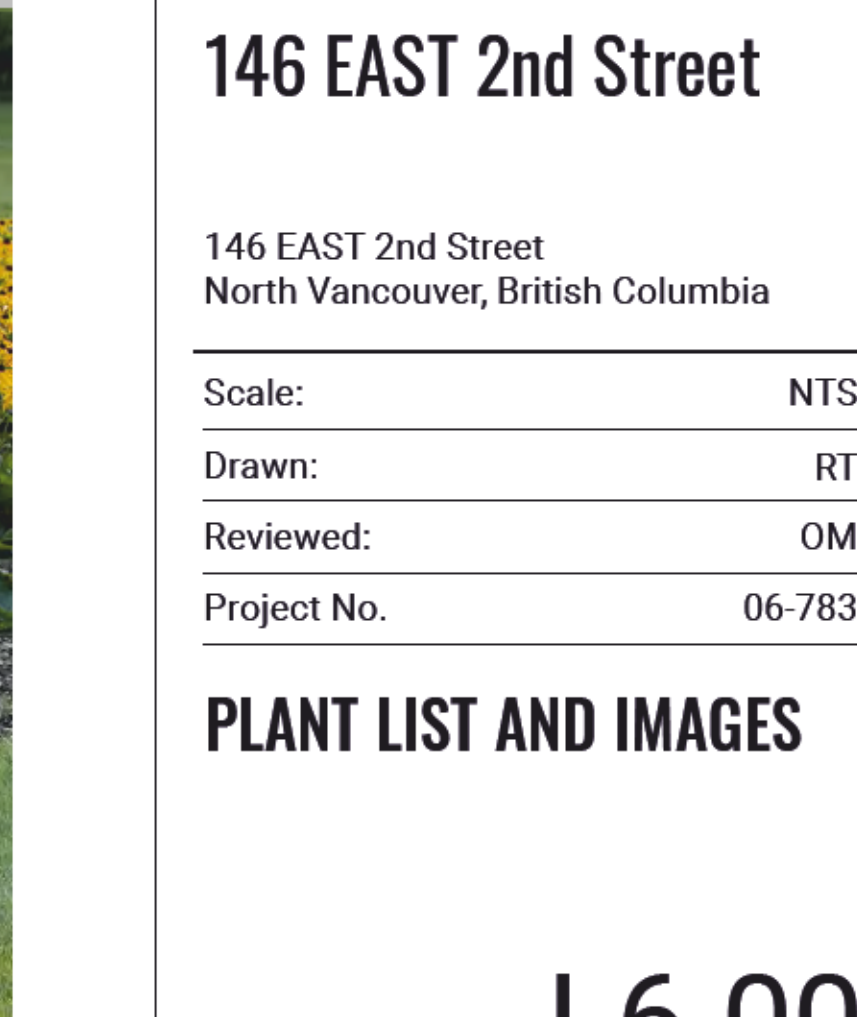 146 EAST 2nd Street
146 EAST 2nd Street
North Vancouver, British Columbia
Scale: NTS
Drawn: RT
Reviewed: OM
Project No. 06-783
PLANT LIST AND IMAGES